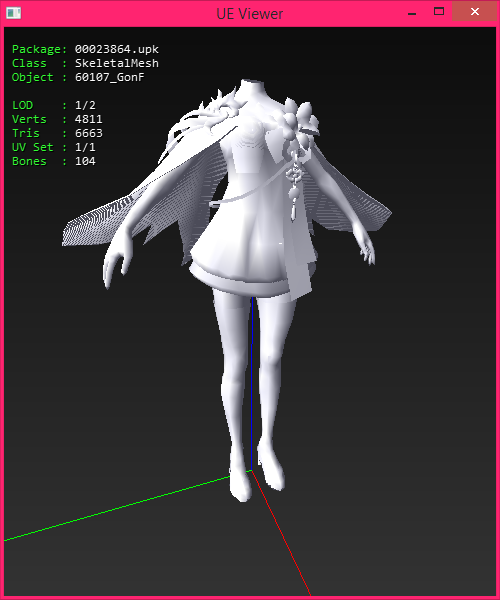 UE Viewer
Package: 00023864.upk
Class : SkeletalMesh
Object : 60107_GonF
LOD : 1/2
Verts : 4811
Tris : 6663
UV Set : 1/1
Bones : 104